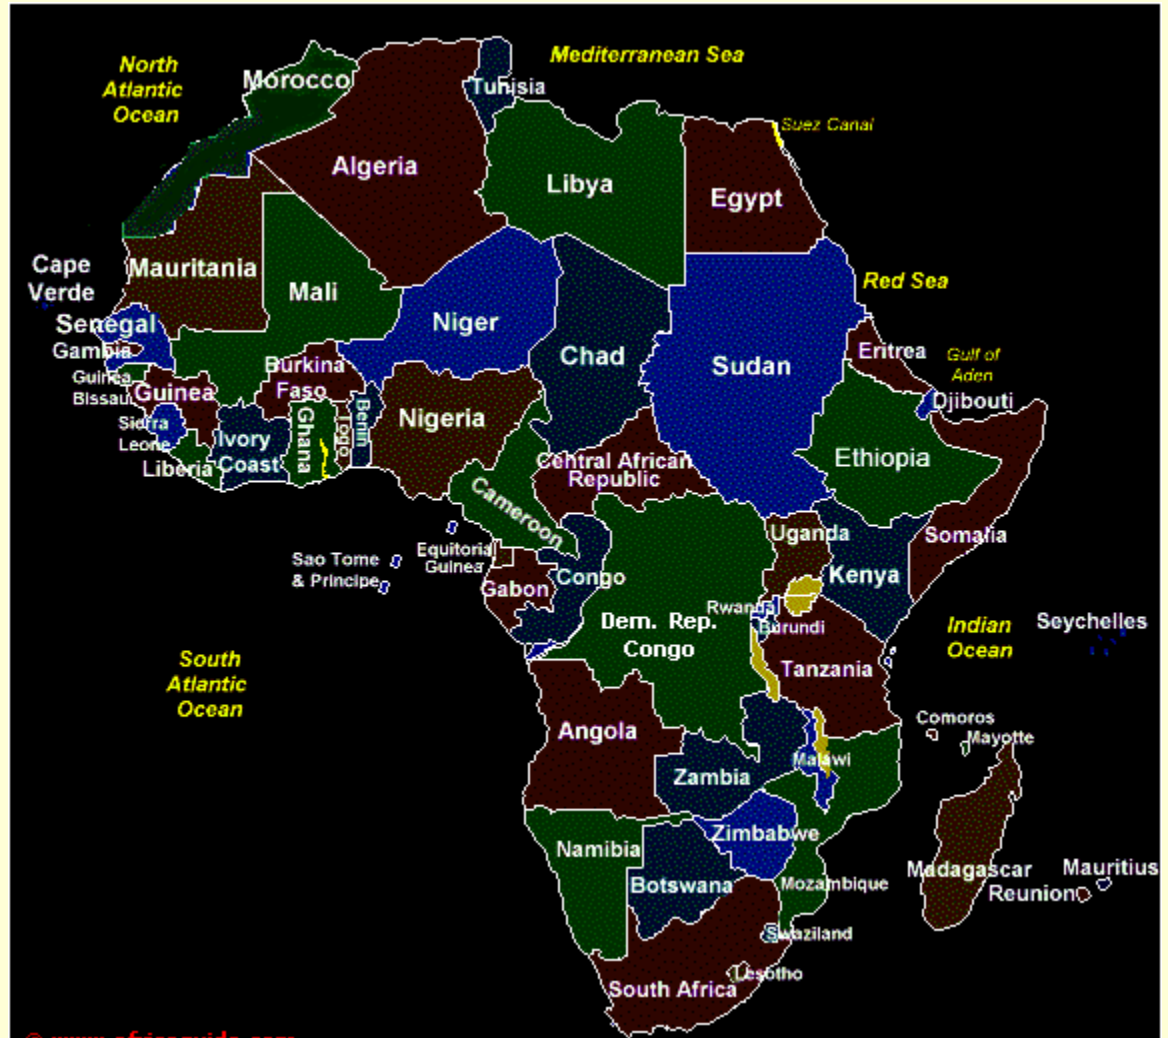 North
Atlantic
Ocean
Mediterranean Sea
Morocco
Tunisia
Suez Canal
Algeria
Libya
Egypt
Cape
Verde
Mauritania
Mali
Niger
Chad
Sudan
Red Sea
Senegal
Gambia
Guinea
Bissau
Guinea
Burkina
Faso
Eritrea
Gulf of
Aden
Djibouti
Sierra
Leone
Liberia
Ivory
Coast
Ghana
Togo
Benin
Nigeria
Central African
Republic
Ethiopia
Cameroon
Somalia
Uganda
Kenya
Sao Tome
& Principe
Equitorial
Guinea
Gabon
Congo
Dem. Rep.
Congo
Rwanda
Burundi
Tanzania
Indian
Ocean
Seychelles
South
Atlantic
Ocean
Angola
Zambia
Malawi
Comoros
Mayotte
Namibia
Zimbabwe
Botswana
Mozambique
Madagascar
Mauritius
Reunion
Swaziland
Lesotho
South Africa
© www.africaguide.com